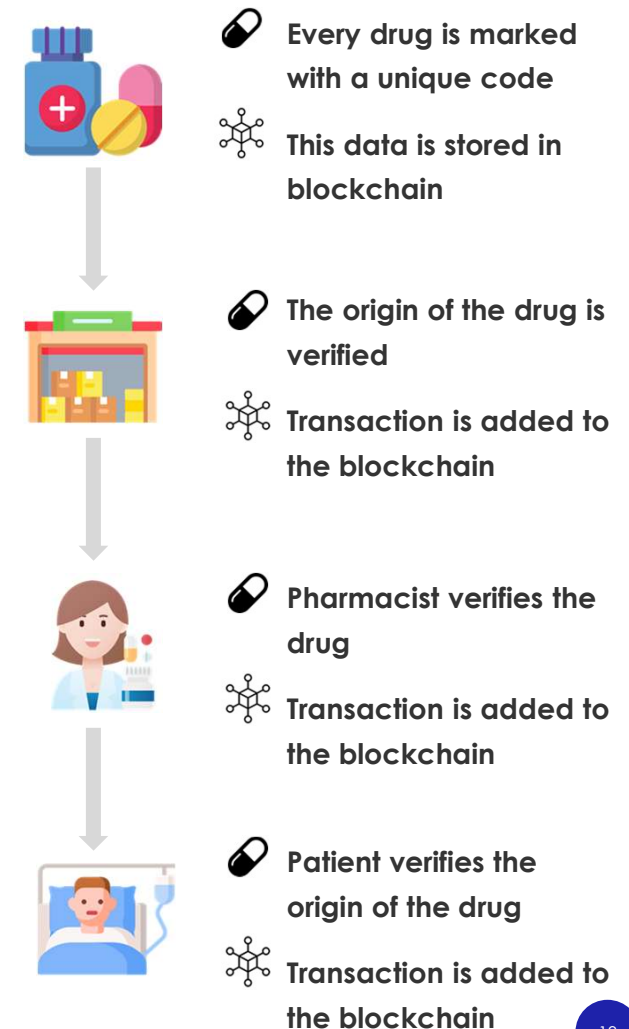 Every drug is marked
with a unique code
This data is stored in
blockchain
The origin of the drug is
verified
Transaction is added to
the blockchain
Pharmacist verifies the
drug
Transaction is added to
the blockchain
Patient verifies the
origin of the drug
Transaction is added to
the blockchain